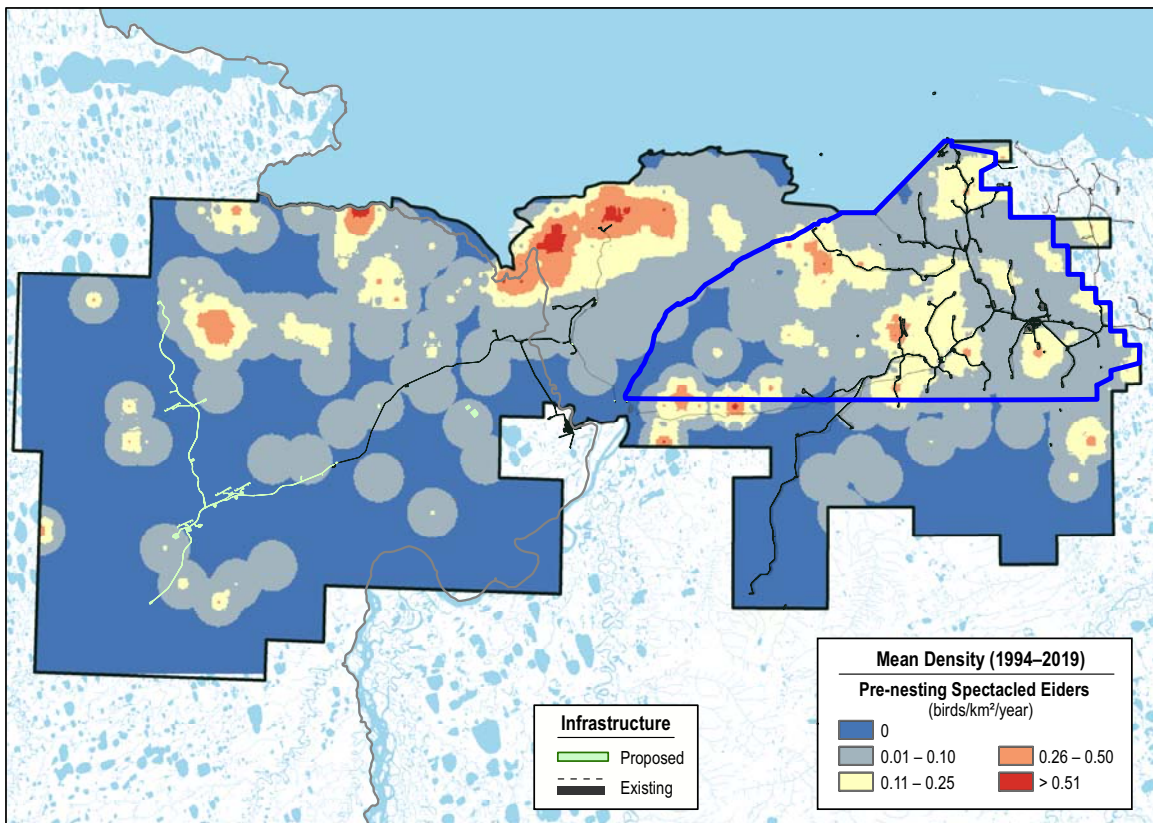 Infrastructure
Proposed
Existing
Mean Density (1994–2019)
Pre-nesting Spectacled Eiders
(birds/km²/year)
0
0.01 – 0.10
0.11 – 0.25
0.26 – 0.50
> 0.51